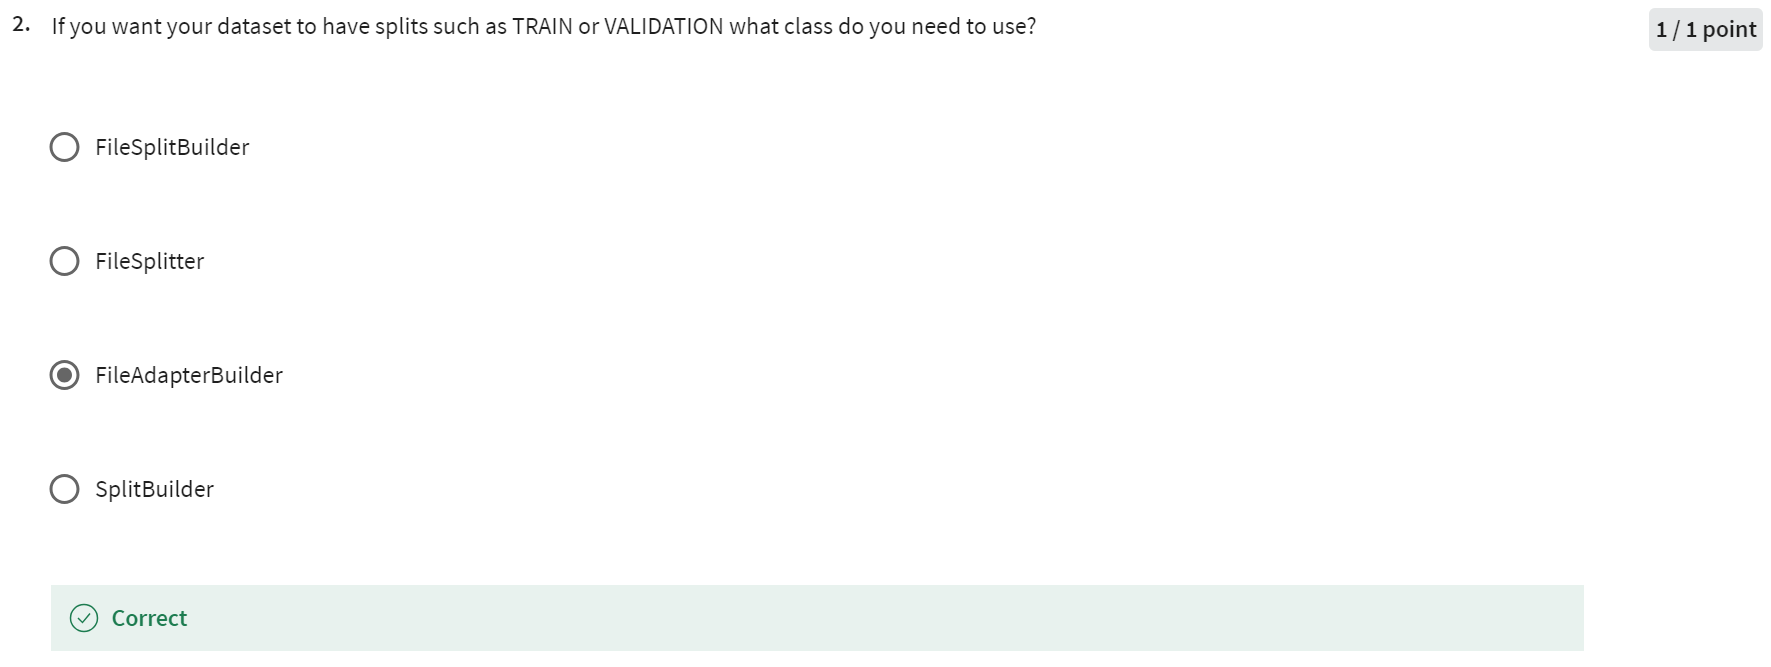 2. If you want your dataset to have splits such as TRAIN or VALIDATION what class do you need to use?
1 / 1 point
FileSplitBuilder
FileSplitter
FileAdapterBuilder
SplitBuilder
Correct